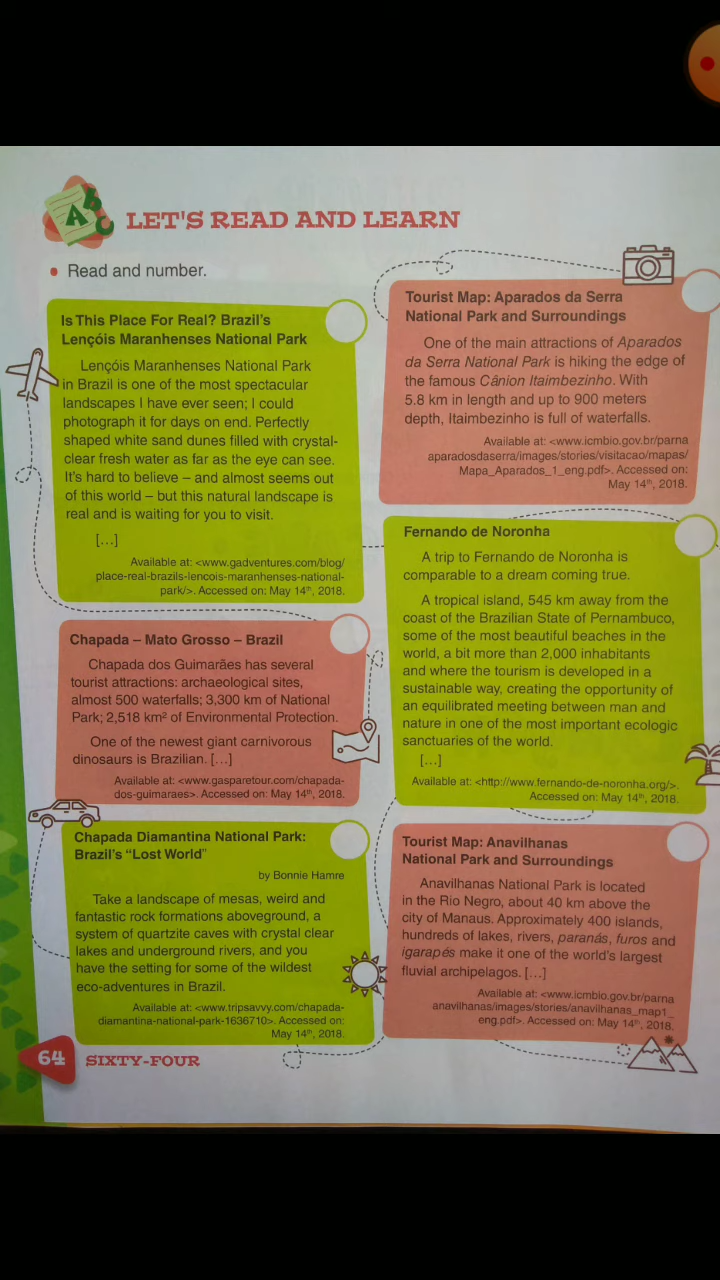 LET'S READ AND LEARN
• Read and number.
Is This Place For Real? Brazil's
Lençóis Maranhenses National Park
Lençóis Maranhenses National Park
in Brazil is one of the most spectacular
landscapes I have ever seen; I could
photograph it for days on end. Perfectly
shaped white sand dunes filled with crystal-
clear fresh water as far as the eye can see.
It's hard to believe – and almost seems out
of this world – but this natural landscape is
real and is waiting for you to visit.
[...]
Available at: <www.gadventures.com/blog/
place-real-brazils-lencois-maranhenses-national-
park/>. Accessed on: May 14th, 2018.
Chapada – Mato Grosso – Brazil
Chapada dos Guimarães has several
tourist attractions: archaeological sites,
almost 500 waterfalls; 3,300 km of National
Park; 2,518 km² of Environmental Protection.
One of the newest giant carnivorous
dinosaurs is Brazilian. [...]
Available at: <www.gasparetour.com/chapada-
dos-guimaraes>. Accessed on: May 14th, 2018.
Chapada Diamantina National Park:
Brazil's "Lost World"
by Bonnie Hamre
Take a landscape of mesas, weird and
fantastic rock formations aboveground, a
system of quartzite caves with crystal clear
lakes and underground rivers, and you
have the setting for some of the wildest
eco-adventures in Brazil.
Available at: <www.tripsavvy.com/chapada-
diamantina-national-park-1636710>. Accessed on:
May 14th, 2018.
Tourist Map: Aparados da Serra
National Park and Surroundings
One of the main attractions of Aparados
da Serra National Park is hiking the edge of
the famous Cânion Itaimbezinho. With
5.8 km in length and up to 900 meters
depth, Itaimbezinho is full of waterfalls.
Available at: <www.icmbio.gov.br/parna
aparadosdaserra/images/stories/visitacao/mapas/
Mapa_Aparados_1_eng.pdf>. Accessed on:
May 14th, 2018.
Fernando de Noronha
A trip to Fernando de Noronha is
comparable to a dream coming true.
A tropical island, 545 km away from the
coast of the Brazilian State of Pernambuco,
some of the most beautiful beaches in the
world, a bit more than 2,000 inhabitants
and where the tourism is developed in a
sustainable way, creating the opportunity of
an equilibrated meeting between man and
nature in one of the most important ecologic
sanctuaries of the world.
[...]
Available at: <http://www.fernando-de-noronha.org/>.
Accessed on: May 14th, 2018.
Tourist Map: Anavilhanas
National Park and Surroundings
Anavilhanas National Park is located
in the Rio Negro, about 40 km above the
city of Manaus. Approximately 400 islands,
hundreds of lakes, rivers, paranás, furos and
igarapés make it one of the world's largest
fluvial archipelagos. [...]
Available at: <www.icmbio.gov.br/parna
anavilhanas/images/stories/anavilhanas_map1_
eng.pdf>. Accessed on: May 14th, 2018.
64 SIXTY-FOUR
ABC